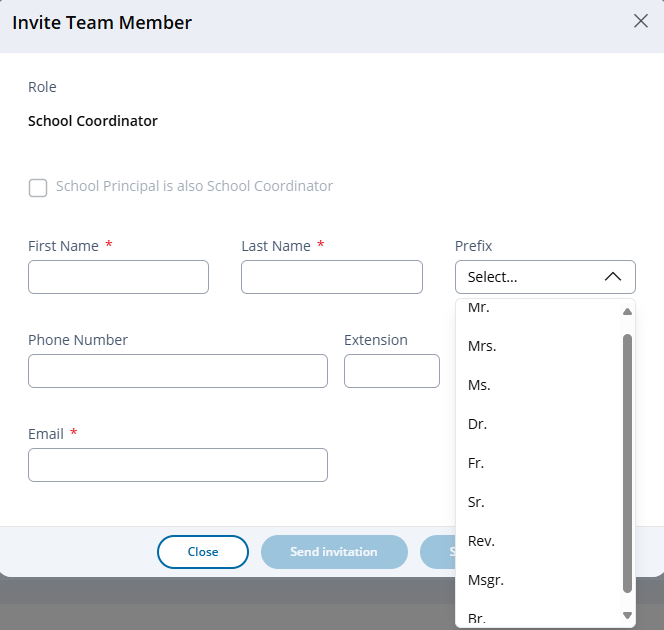 Invite Team Member
Role
School Coordinator
School Principal is also School Coordinator
First Name *
Last Name *
Prefix
Select...
Mr.
Mrs.
Ms.
Dr.
Fr.
Sr.
Rev.
Msgr.
Br.
Phone Number
Extension
Email *
Close
Send invitation